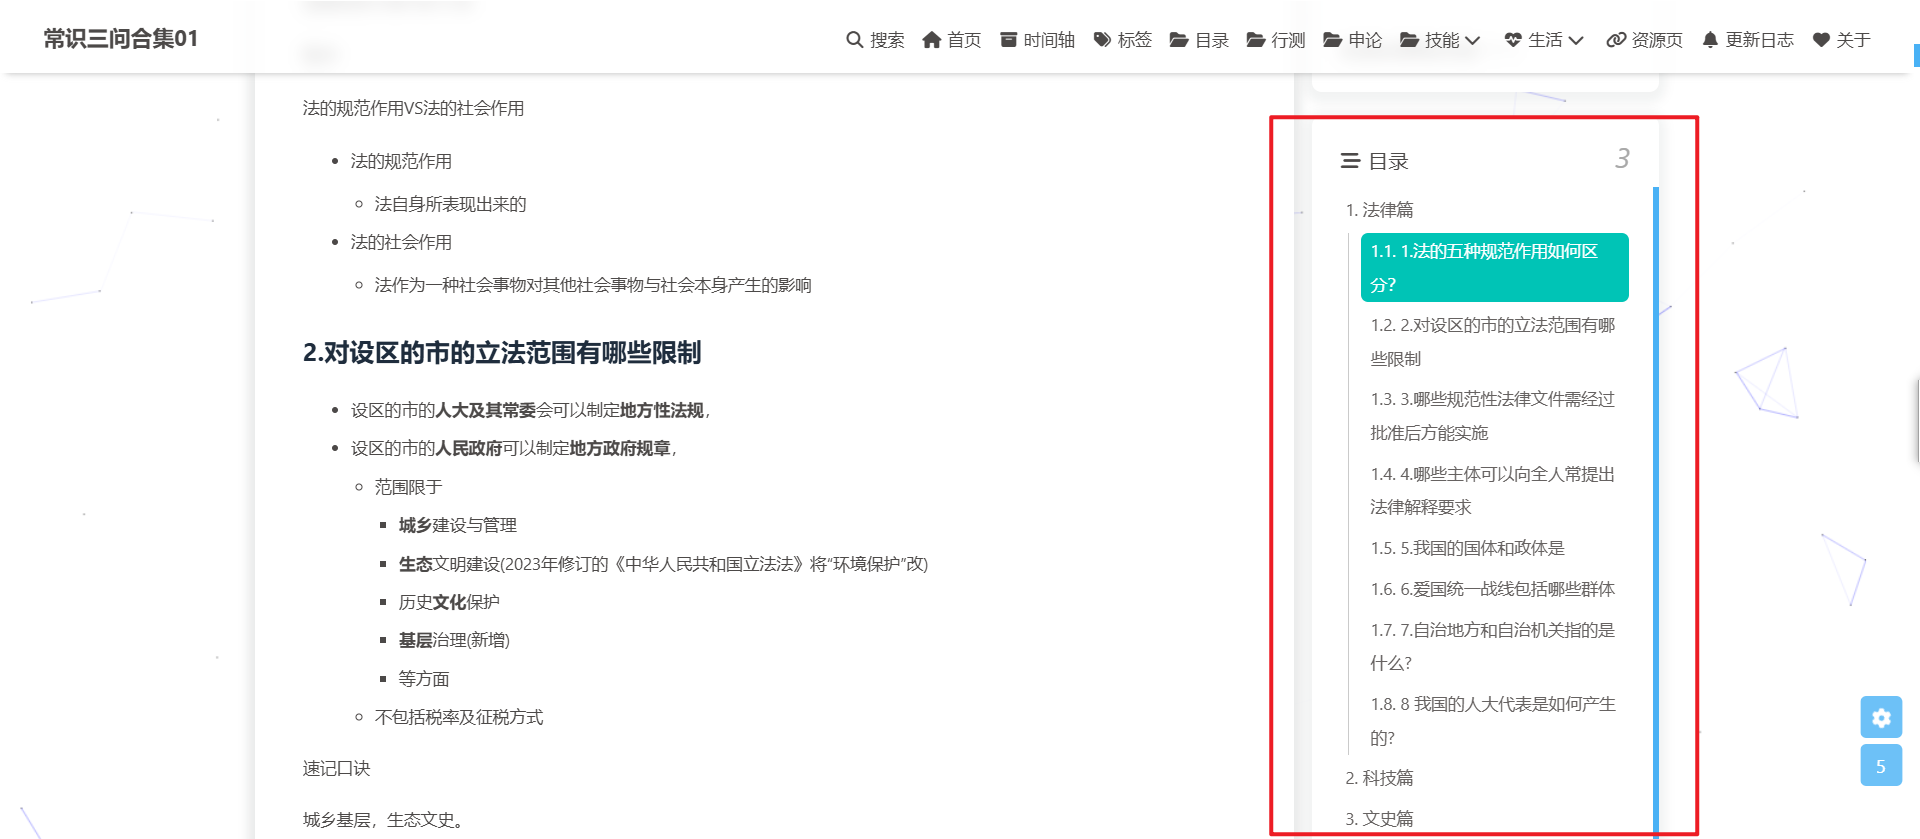 常识三问合集01
搜索 首页 时间轴 标签 目录 行测 申论 技能 生活 资源页 更新日志 关于
法的规范作用VS法的社会作用
法的规范作用
法自身所表现出来的
法的社会作用
法作为一种社会事物对其他社会事物与社会本身产生的影响
2.对设区的市的立法范围有哪些限制
设区的市的人大及其常委会可以制定地方性法规，
设区的市的人民政府可以制定地方政府规章，
范围限于
城乡建设与管理
生态文明建设(2023年修订的《中华人民共和国立法法》将“环境保护”改)
历史文化保护
基层治理(新增)
等方面
不包括税率及征税方式
速记口诀
城乡基层，生态文史。
目录
3
1. 法律篇
1.1. 1.法的五种规范作用如何区
分?
1.2. 2.对设区的市的立法范围有哪
些限制
1.3. 3.哪些规范性法律文件需经过
批准后方能实施
1.4. 4.哪些主体可以向全人常提出
法律解释要求
1.5. 5.我国的国体和政体是
1.6. 6.爱国统一战线包括哪些群体
1.7. 7.自治地方和自治机关指的是
什么?
1.8. 8 我国的人大代表是如何产生
的?
2. 科技篇
3. 文史篇
5